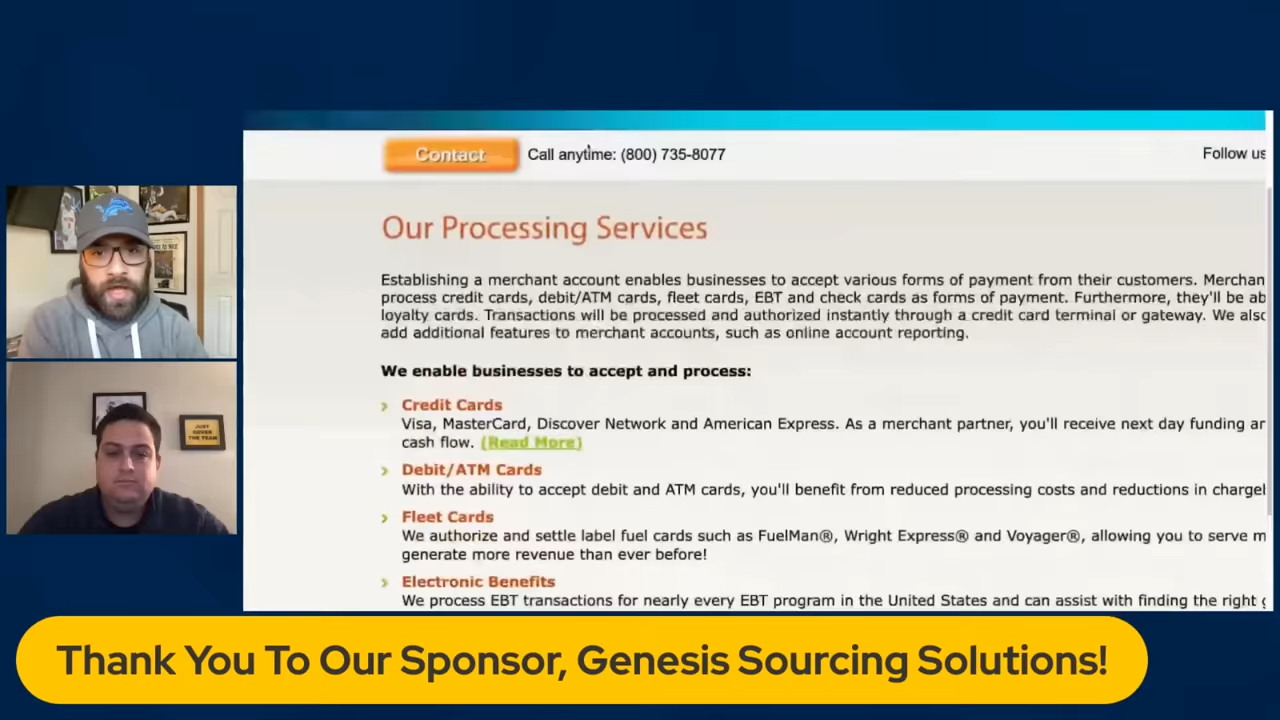 Contact
Call anytime: (800) 735-8077
Follow us
Our Processing Services
Establishing a merchant account enables businesses to accept various forms of payment from their customers. Merchan
process credit cards, debit/ATM cards, fleet cards, EBT and check cards as forms of payment. Furthermore, they'll be ab
loyalty cards. Transactions will be processed and authorized instantly through a credit card terminal or gateway. We also
add additional features to merchant accounts, such as online account reporting.
We enable businesses to accept and process:
Credit Cards
Visa, MasterCard, Discover Network and American Express. As a merchant partner, you'll receive next day funding an
cash flow. (Read More)
Debit/ATM Cards
With the ability to accept debit and ATM cards, you'll benefit from reduced processing costs and reductions in chargel
Fleet Cards
We authorize and settle label fuel cards such as FuelMan®, Wright Express® and Voyager®, allowing you to serve m
generate more revenue than ever before!
Electronic Benefits
We process EBT transactions for nearly every EBT program in the United States and can assist with finding the right
JUST
COVER
THE TEAM
Thank You To Our Sponsor, Genesis Sourcing Solutions!